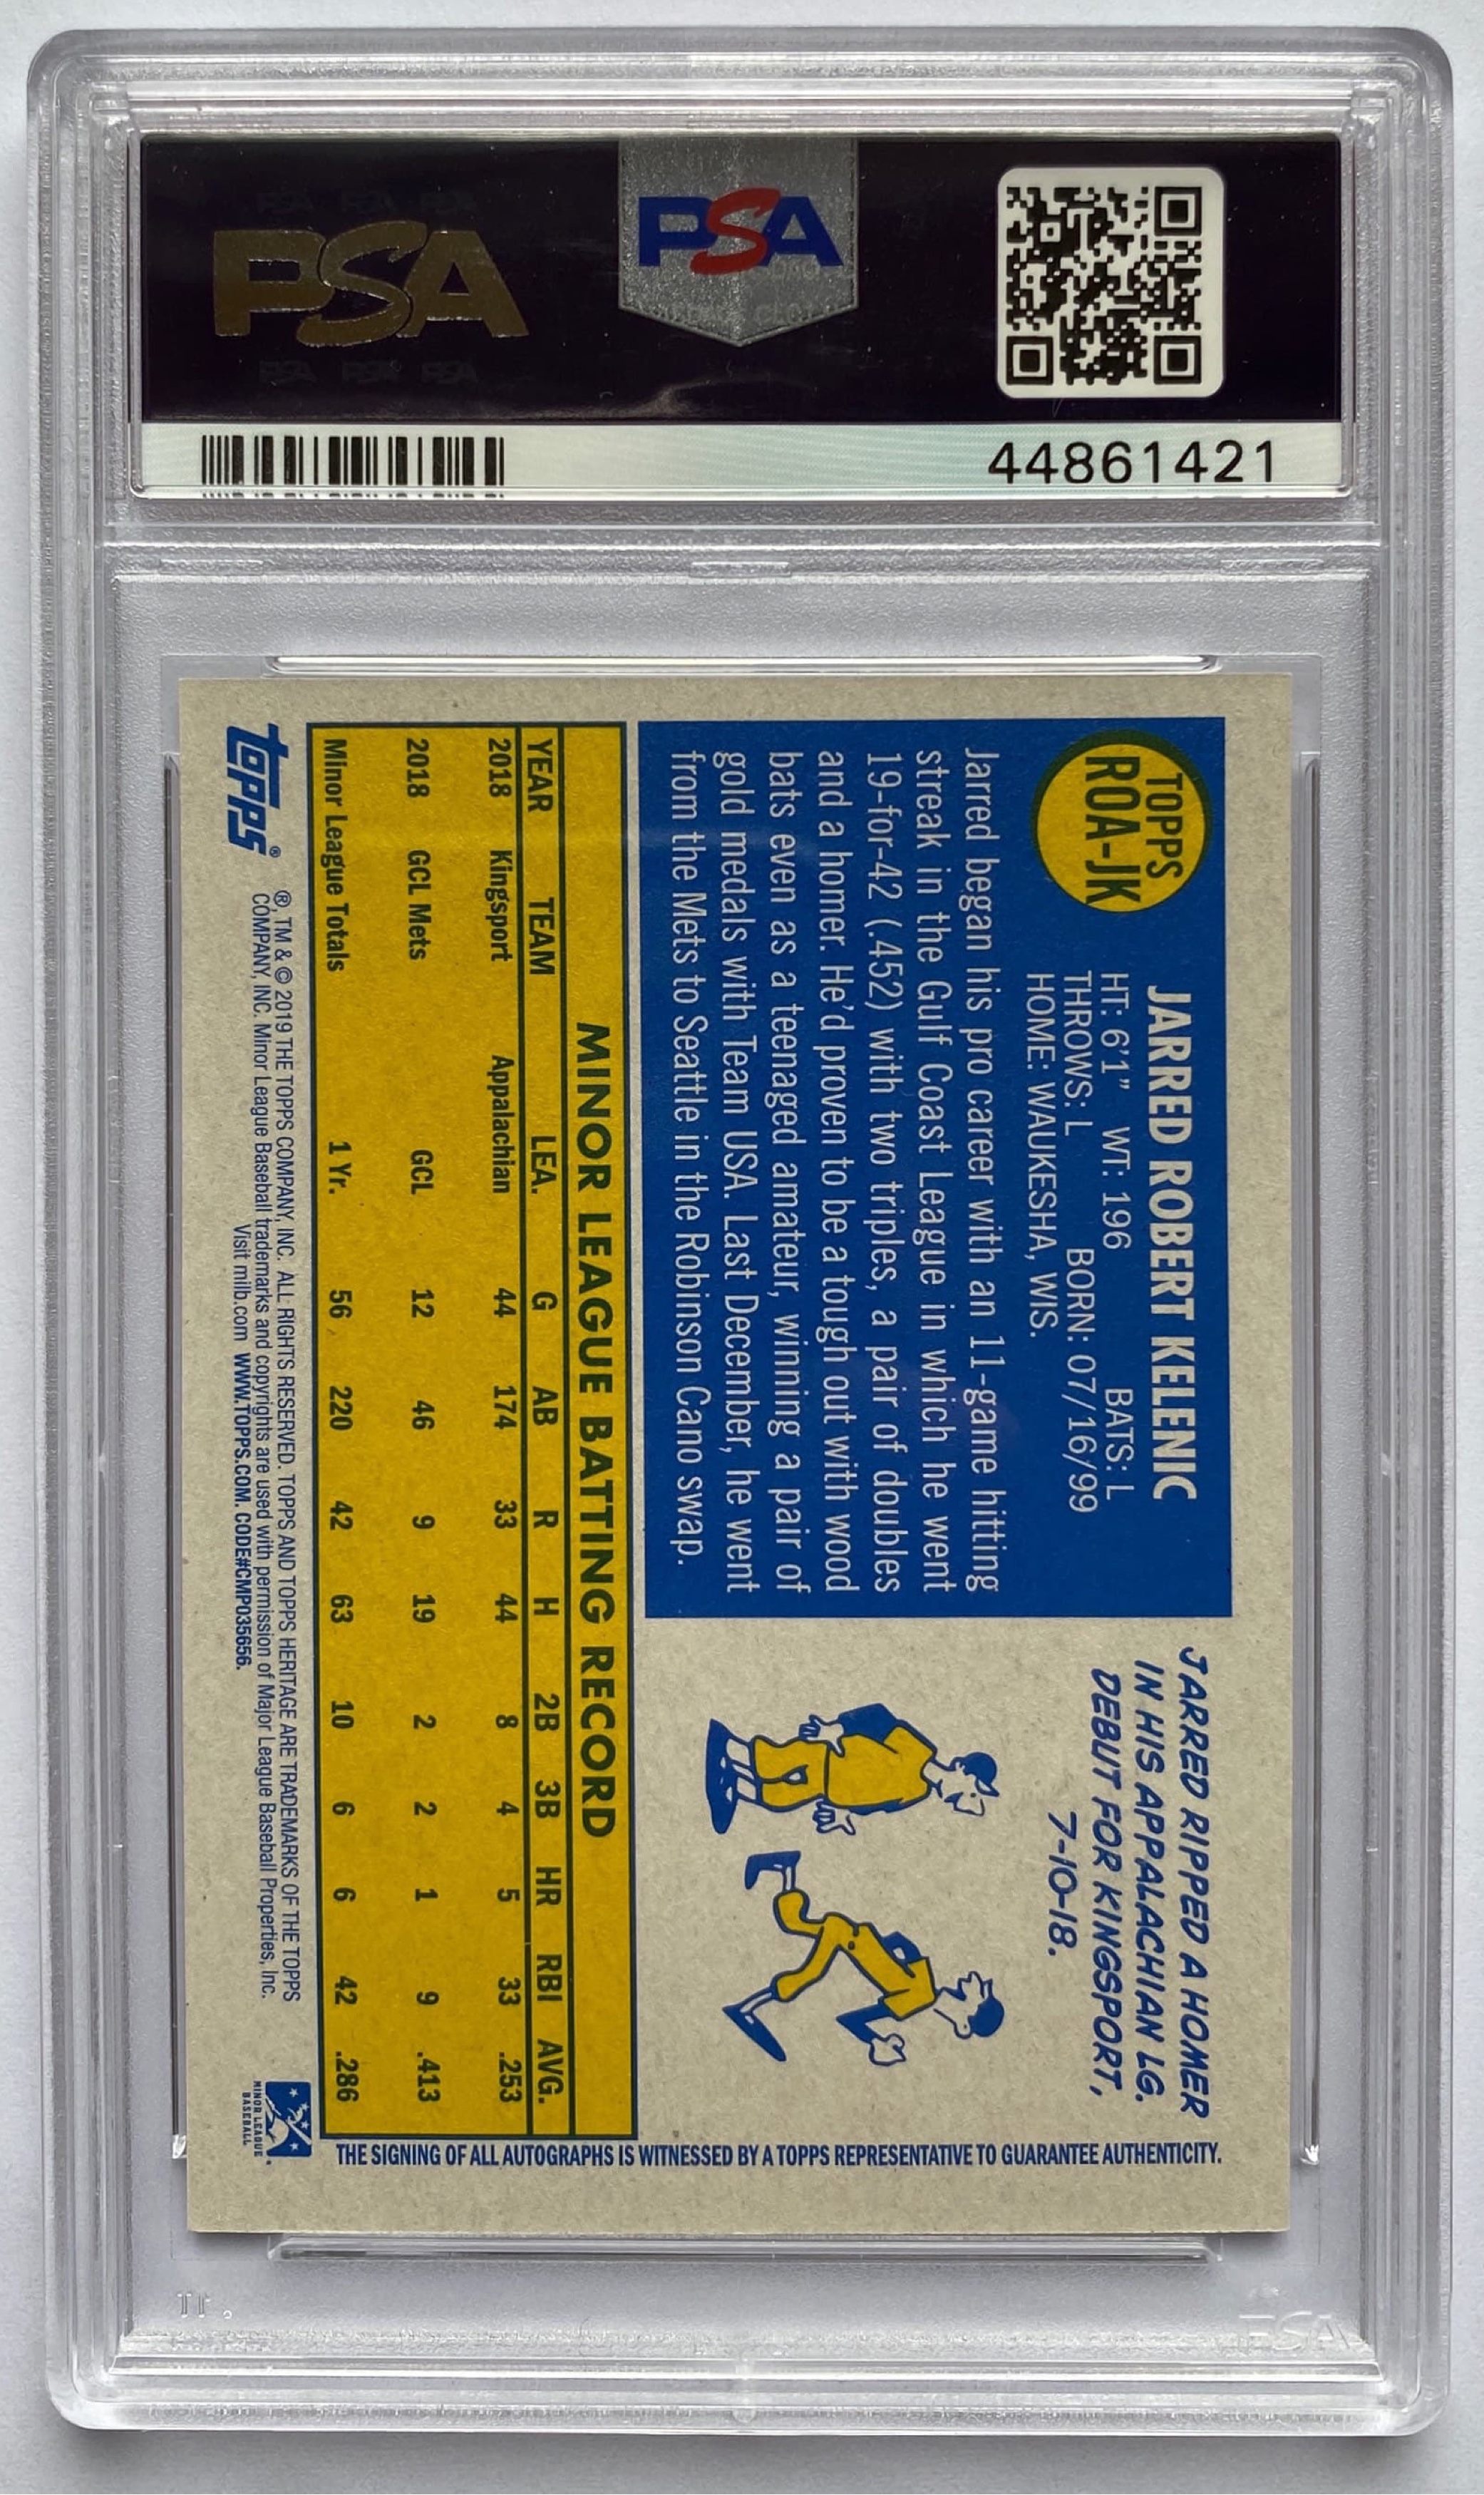 PSA PSA PSA
PSA
PSA PSA PSA
PSA
44861421
TOPPS
ROA-JK
JARRED ROBERT KELENIC
HT: 6'1" WT: 196 BATS: L
THROWS: L BORN: 07/16/99
HOME: WAUKESHA, WIS.
Jarred began his pro career with an 11-game hitting
streak in the Gulf Coast League in which he went
19-for-42 (.452) with two triples, a pair of doubles
and a homer. He'd proven to be a tough out with wood
bats even as a teenaged amateur, winning a pair of
gold medals with Team USA. Last December, he went
from the Mets to Seattle in the Robinson Cano swap.
JARRED RIPPED A HOMER
IN HIS APPALACHIAN LG.
DEBUT FOR KINGSPORT,
7-10-18.
MINOR LEAGUE BATTING RECORD
YEAR TEAM LEA. G AB R H 2B 3B HR RBI AVG.
2018 Kingsport Appalachian 44 174 33 44 8 4 5 33 .253
2018 GCL Mets GCL 12 46 9 19 2 2 1 9 .413
Minor League Totals 1 Yr. 56 220 42 63 10 6 6 42 .286
THE SIGNING OF ALL AUTOGRAPHS IS WITNESSED BY A TOPPS REPRESENTATIVE TO GUARANTEE AUTHENTICITY.
topps®
®, TM & © 2019 THE TOPPS COMPANY, INC. ALL RIGHTS RESERVED. TOPPS AND TOPPS HERITAGE ARE TRADEMARKS OF THE TOPPS
COMPANY, INC. Minor League Baseball trademarks and copyrights are used with permission of Major League Baseball Properties, Inc.
Visit milb.com WWW.TOPPS.COM. CODE#CMP035656.
MINOR LEAGUE
BASEBALL
PSA